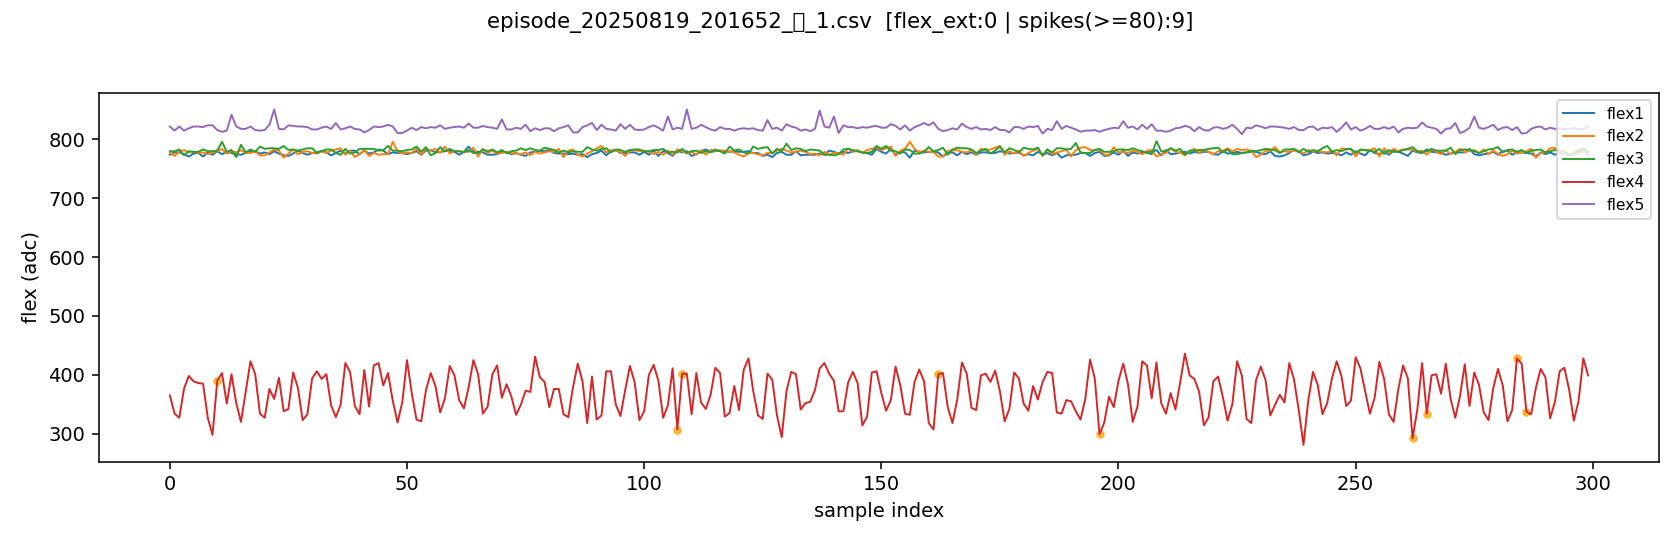 episode_20250819_201652_▯_1.csv [flex_ext:0 | spikes(>=80):9]
flex1
flex2
flex3
flex4
flex5
800
700
600
500
400
300
flex (adc)
0
50
100
150
200
250
300
sample index